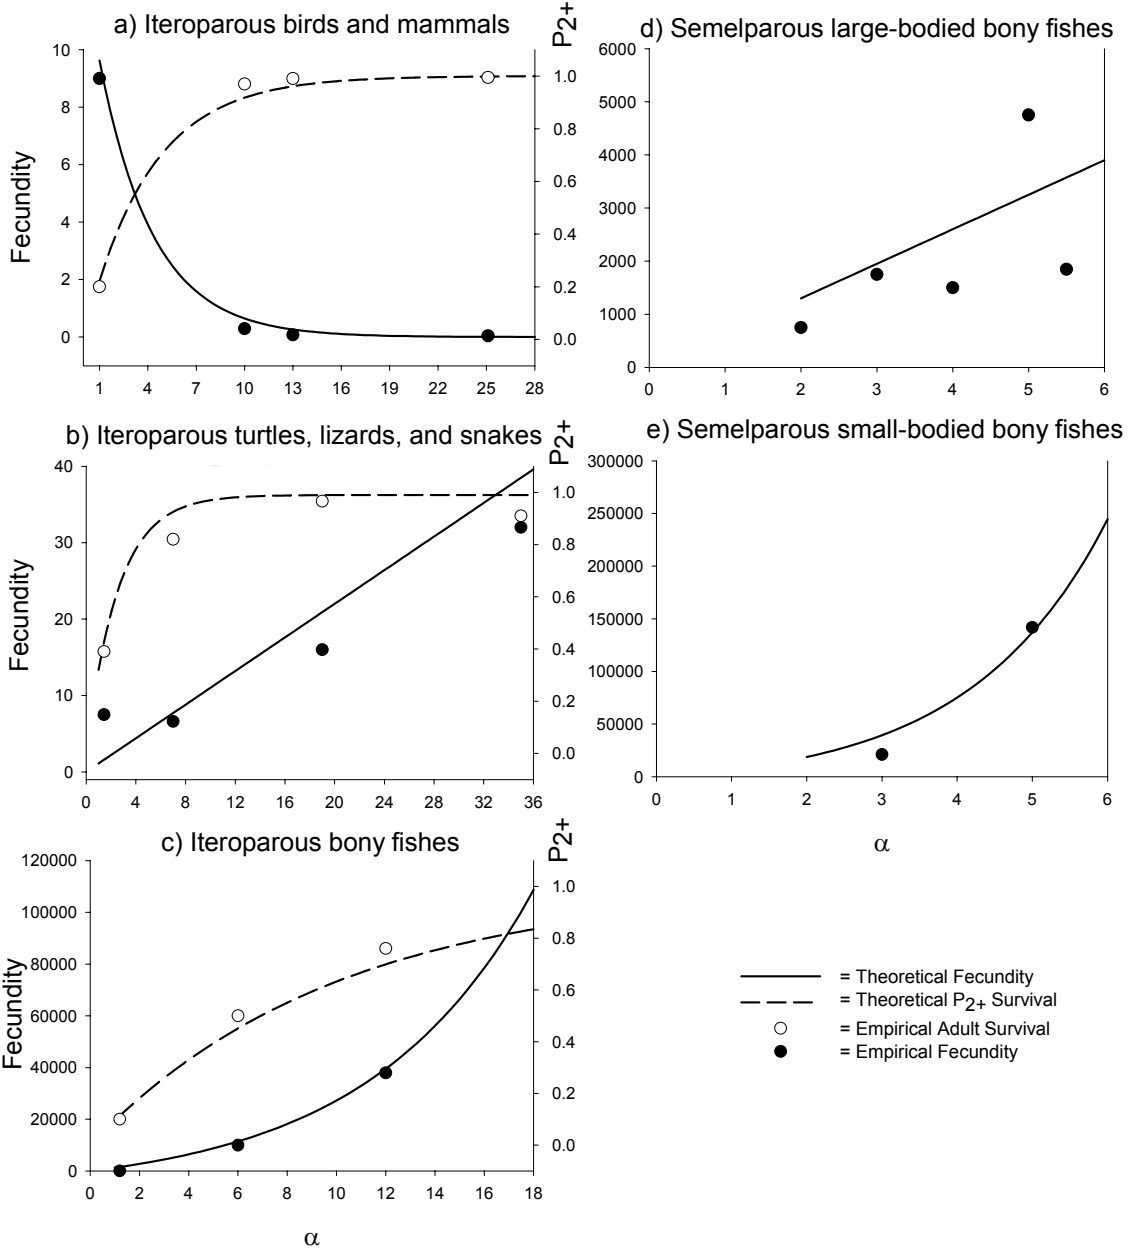 a) Iteroparous birds and mammals
P2+
Fecundity
10
8
6
4
2
0
1.0
0.8
0.6
0.4
0.2
0.0
1 4 7 10 13 16 19 22 25 28
d) Semelparous large-bodied bony fishes
6000
5000
4000
3000
2000
1000
0
0 1 2 3 4 5 6
b) Iteroparous turtles, lizards, and snakes
P2+
Fecundity
40
30
20
10
0
1.0
0.8
0.6
0.4
0.2
0.0
0 4 8 12 16 20 24 28 32 36
e) Semelparous small-bodied bony fishes
300000
250000
200000
150000
100000
50000
0
0 1 2 3 4 5 6
α
c) Iteroparous bony fishes
P2+
Fecundity
120000
100000
80000
60000
40000
20000
0
1.0
0.8
0.6
0.4
0.2
0.0
0 2 4 6 8 10 12 14 16 18
α
= Theoretical Fecundity
= Theoretical P2+ Survival
= Empirical Adult Survival
= Empirical Fecundity